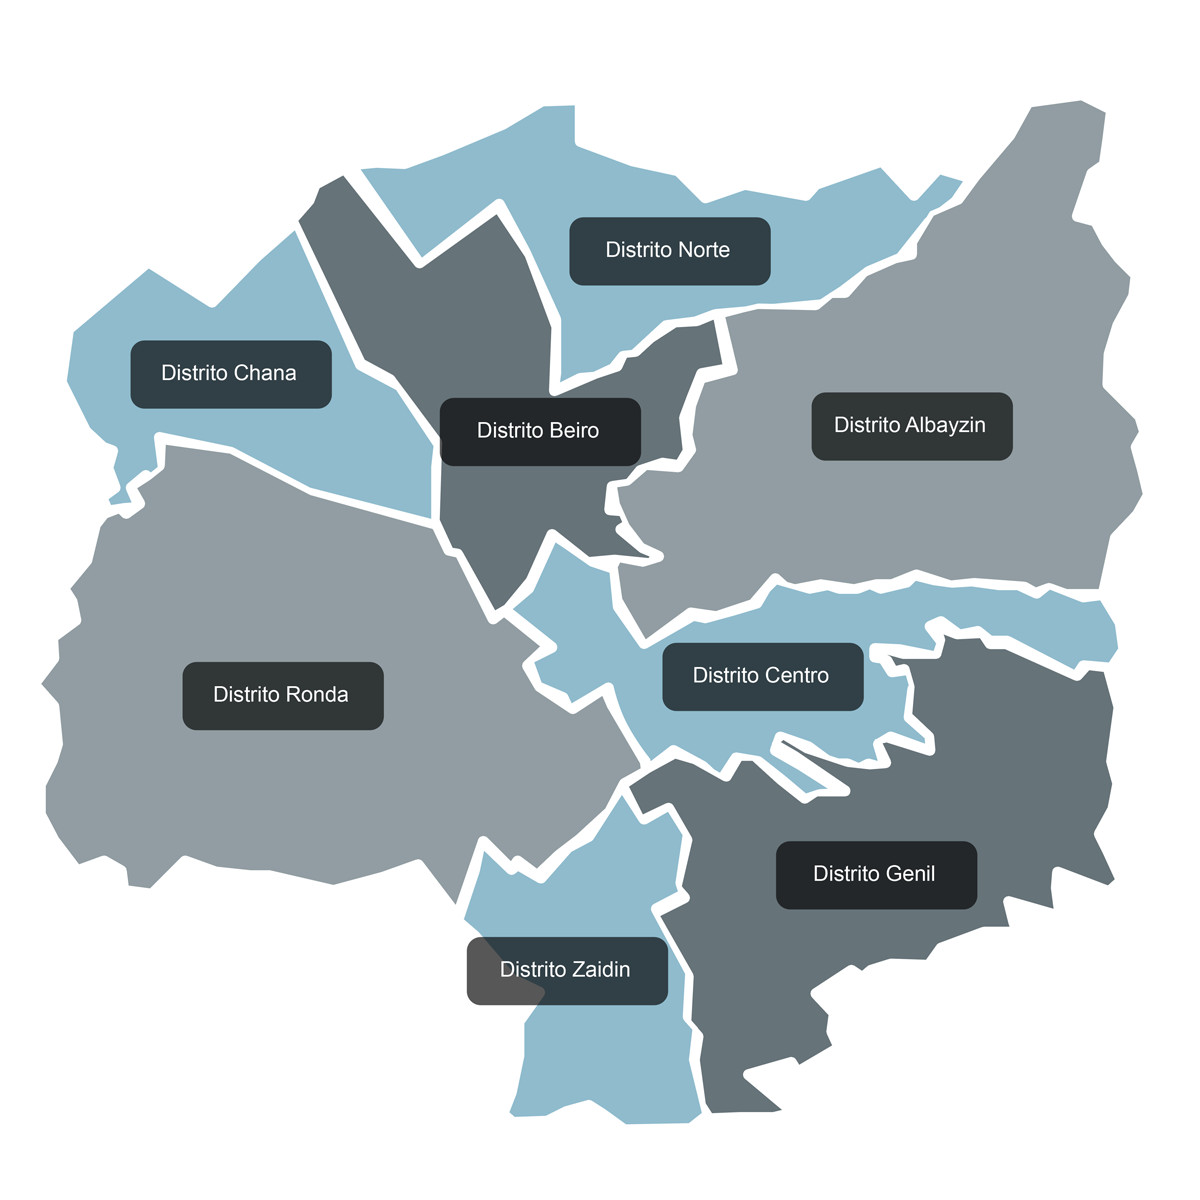 Distrito Norte
Distrito Chana
Distrito Beiro
Distrito Albayzin
Distrito Centro
Distrito Ronda
Distrito Genil
Distrito Zaidin